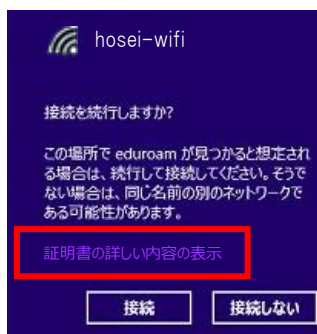 hosei-wifi
接続を続行しますか?
この場所で eduroam が見つかると想定され
る場合は、続行して接続してください。そうで
ない場合は、同じ名前の別のネットワークで
ある可能性があります。
証明書の詳しい内容の表示
接続 接続しない